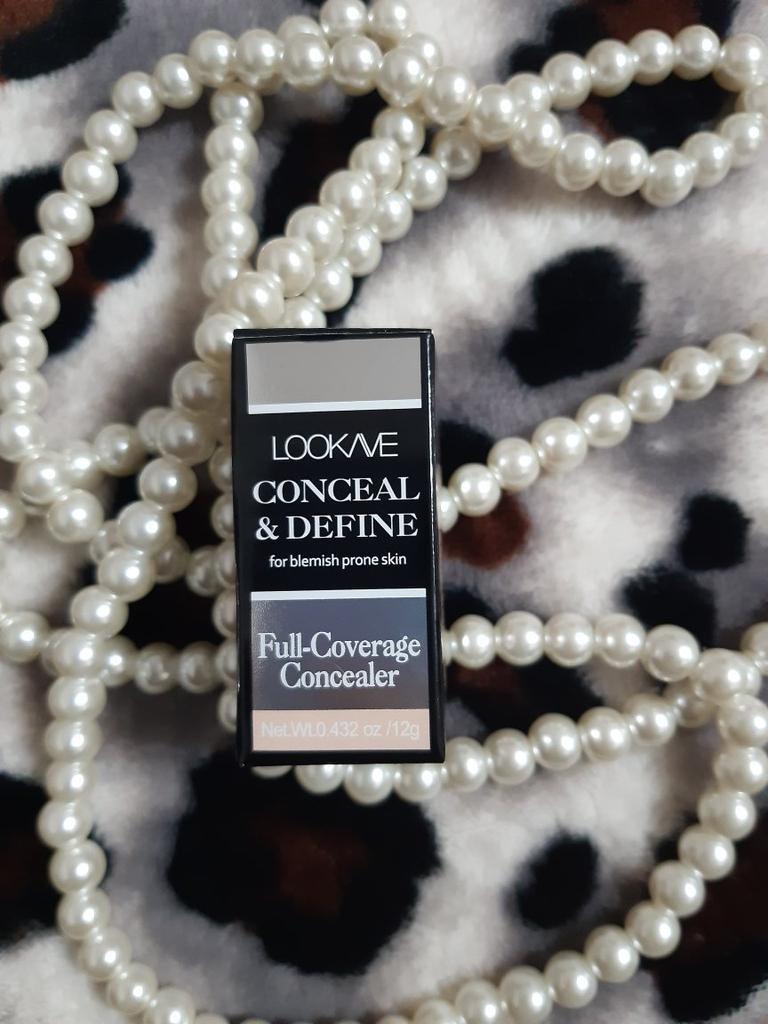 LOOKAVE
CONCEAL
& DEFINE
for blemish prone skin
Full-Coverage
Concealer
Net.Wt.0.432 oz /12g